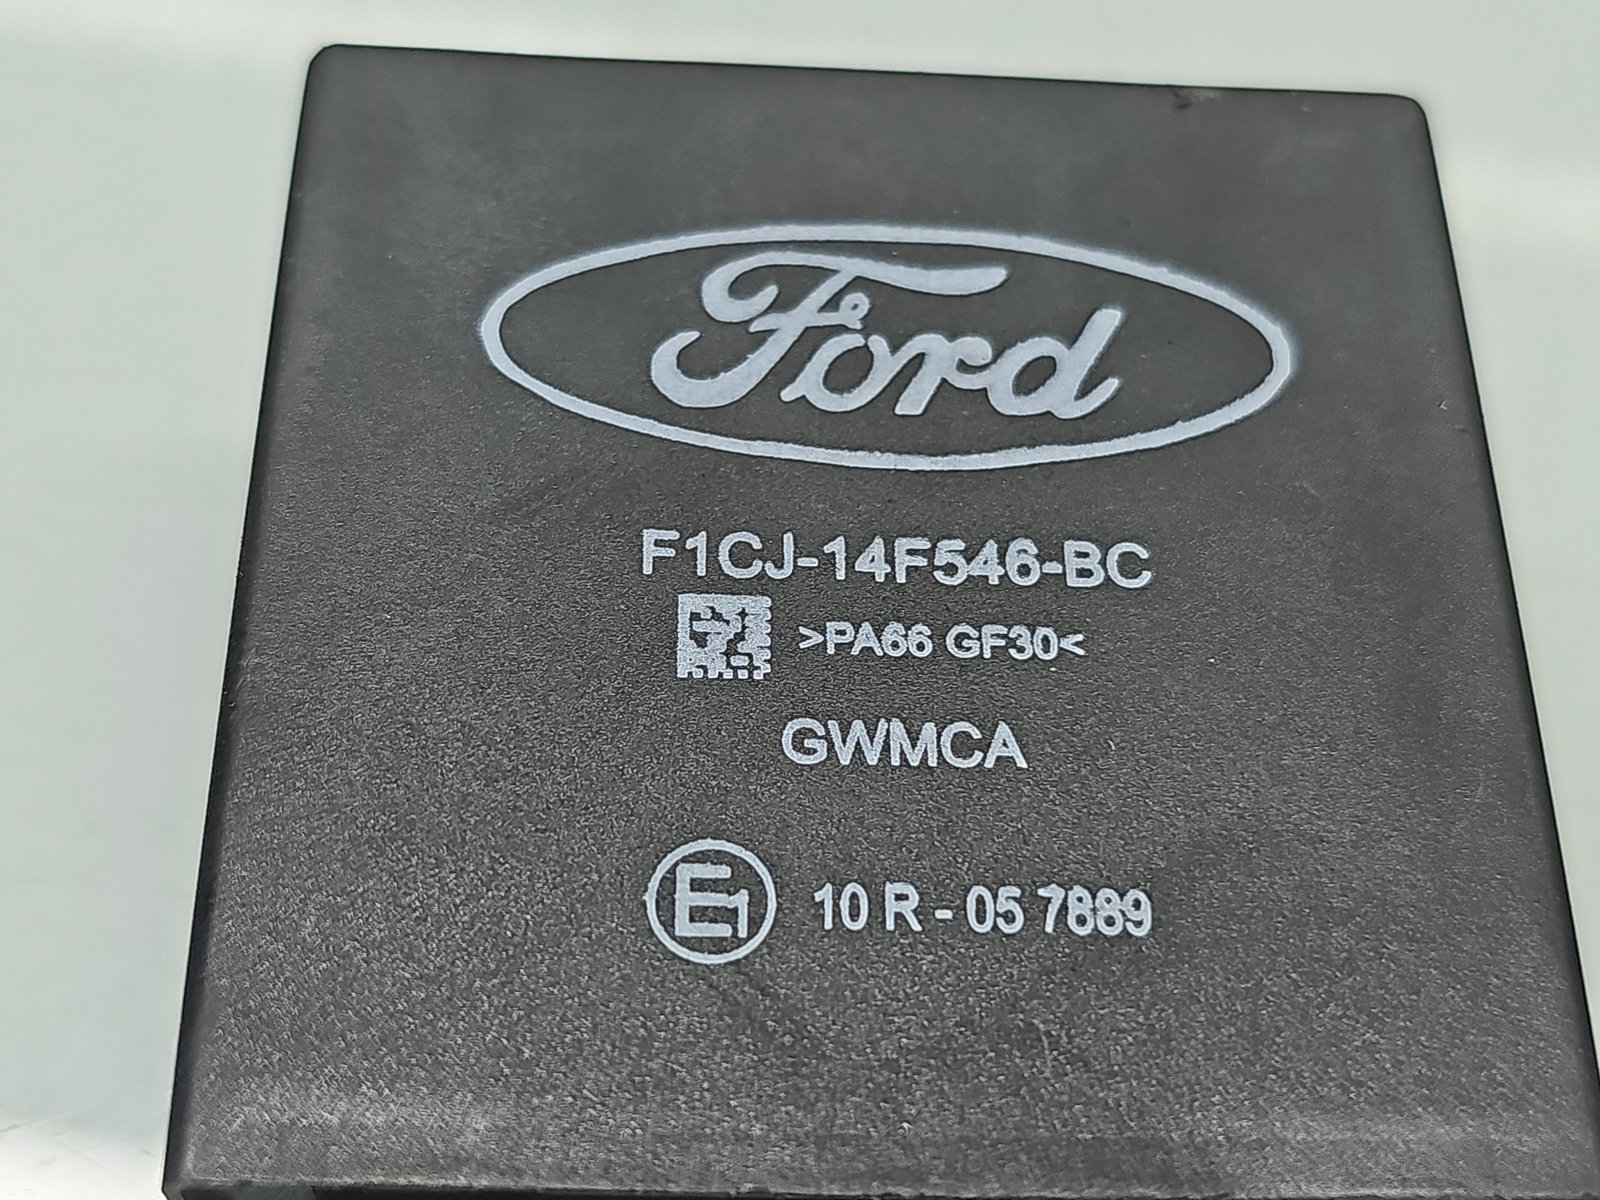 Ford
F1CJ-14F546-BC
>PA66 GF30<
GWMCA
E1 10 R - 05 7889